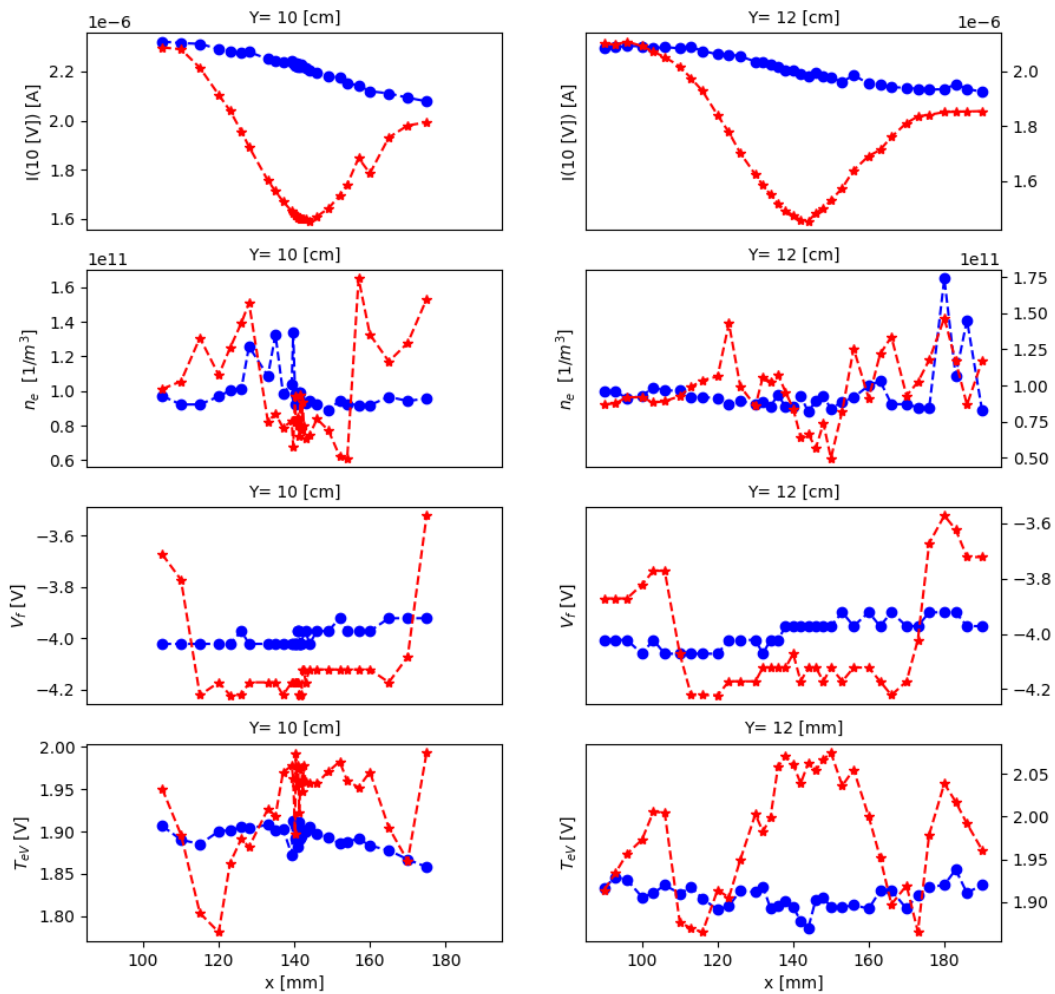 Y= 10 [cm]
Y= 12 [cm]
1e−6
1e−6
I(10 [V]) [A]
2.2
2.0
1.8
1.6
I(10 [V]) [A]
2.0
1.8
1.6
Y= 10 [cm]
Y= 12 [cm]
1e11
1e11
n_e [1/m^3]
1.6
1.4
1.2
1.0
0.8
0.6
n_e [1/m^3]
1.75
1.50
1.25
1.00
0.75
0.50
Y= 10 [cm]
Y= 12 [cm]
V_f [V]
−3.6
−3.8
−4.0
−4.2
V_f [V]
−3.6
−3.8
−4.0
−4.2
Y= 10 [cm]
Y= 12 [mm]
T_{eV} [V]
2.00
1.95
1.90
1.85
1.80
T_{eV} [V]
2.05
2.00
1.95
1.90
100 120 140 160 180
100 120 140 160 180
x [mm]
x [mm]